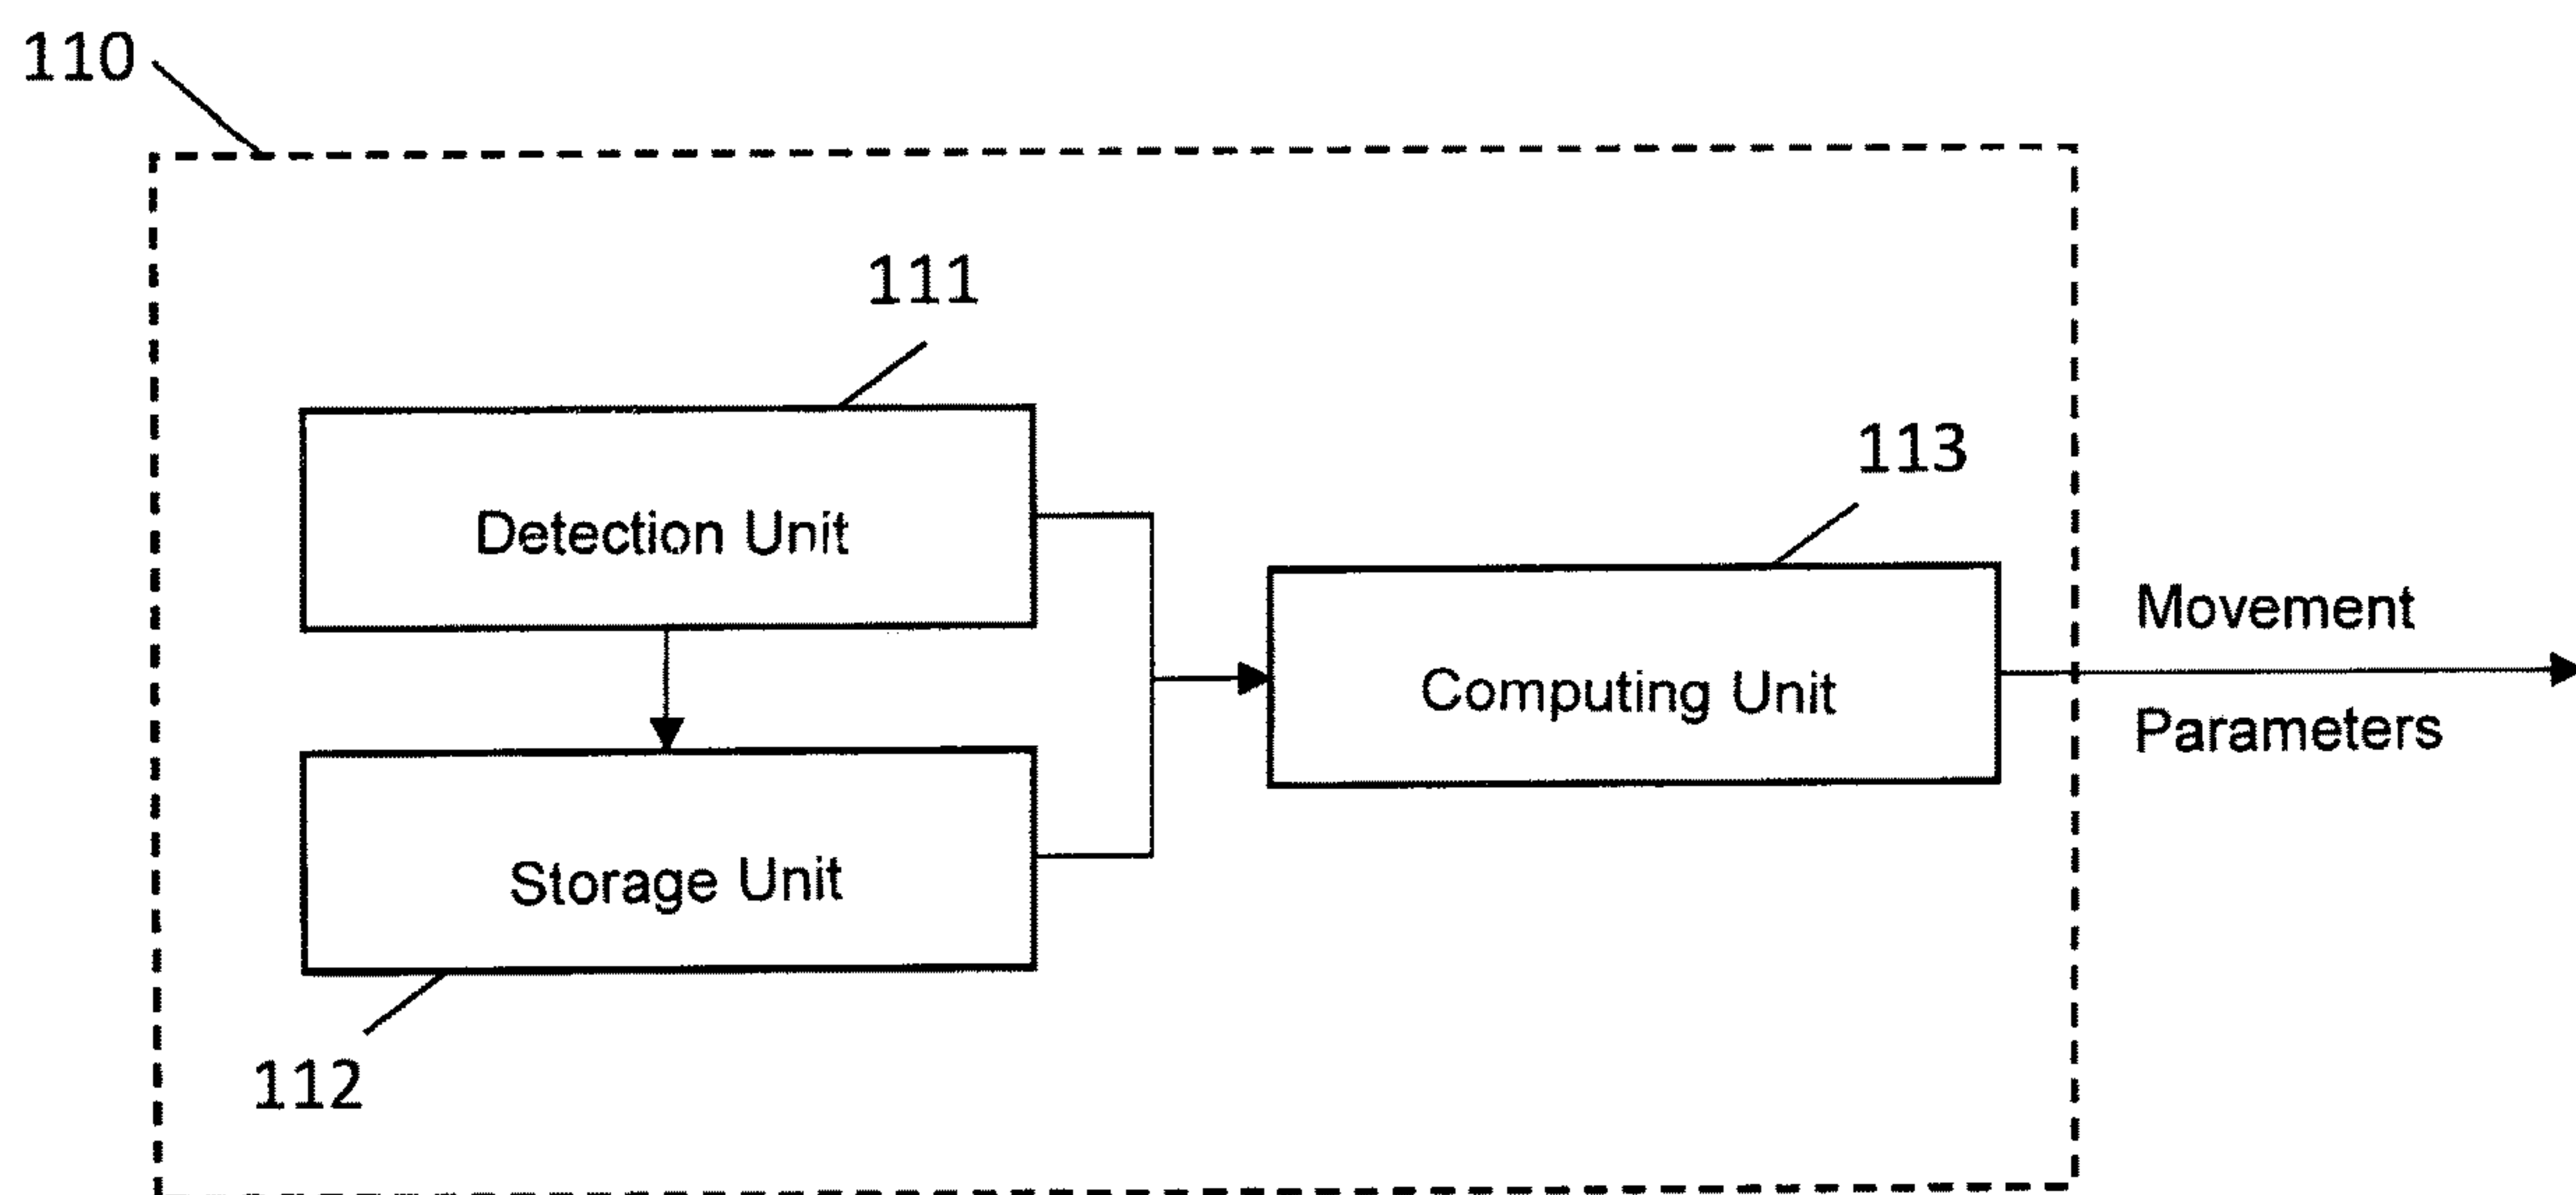 110
111
Detection Unit
113
Computing Unit
Movement
Parameters
Storage Unit
112